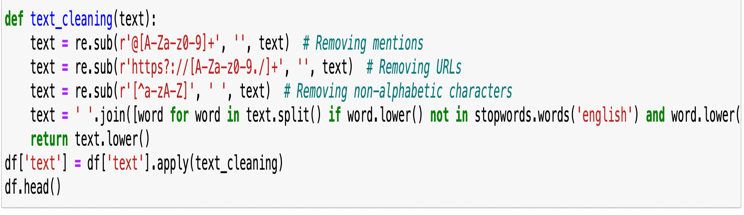 def text_cleaning(text):
    text = re.sub(r'@[A-Za-z0-9]+', '', text)  # Removing mentions
    text = re.sub(r'https?://[A-Za-z0-9./]+', '', text)  # Removing URLs
    text = re.sub(r'[^a-zA-Z]', ' ', text)  # Removing non-alphabetic characters
    text = ' '.join([word for word in text.split() if word.lower() not in stopwords.words('english') and word.lower(
    return text.lower()
df['text'] = df['text'].apply(text_cleaning)
df.head()